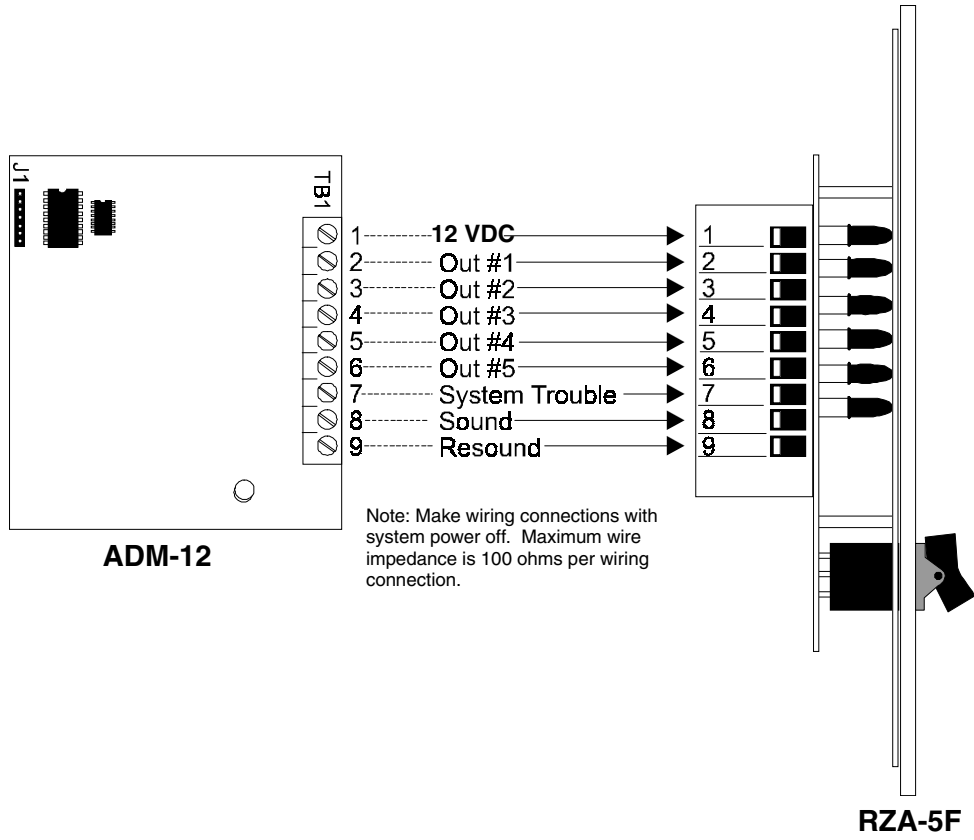 J1
TB1
1 12 VDC 1
2 Out #1 2
3 Out #2 3
4 Out #3 4
5 Out #4 5
6 Out #5 6
7 System Trouble 7
8 Sound 8
9 Resound 9
Note: Make wiring connections with
system power off. Maximum wire
impedance is 100 ohms per wiring
connection.
ADM-12
RZA-5F